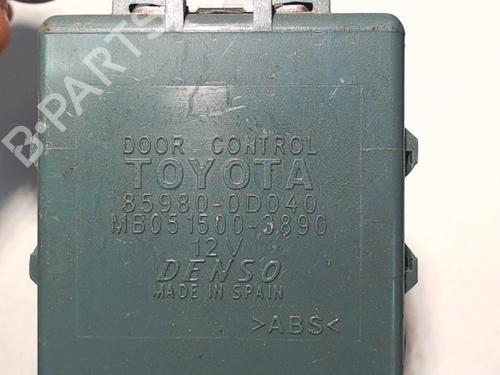 B-PARTS
DOOR CONTROL
TOYOTA
85980-0D040
MB051500-3890
12V
DENSO
MADE IN SPAIN
>ABS<